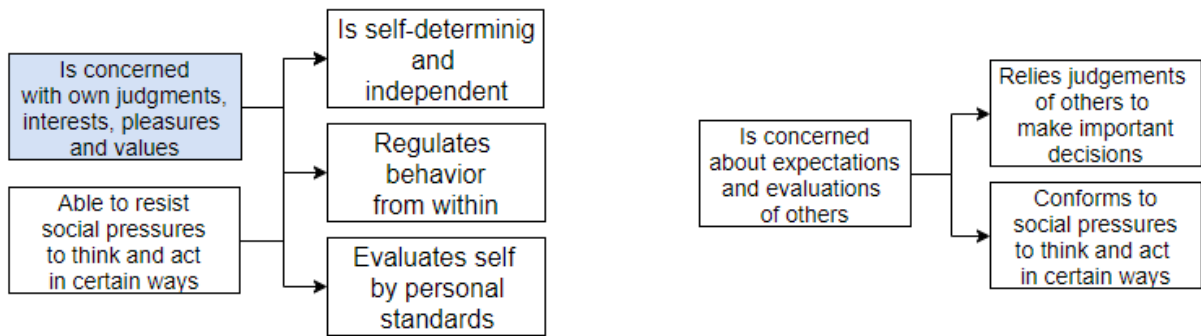 Is concerned
with own judgments,
interests, pleasures
and values
Able to resist
social pressures
to think and act
in certain ways
Is self-determinig
and
independent
Regulates
behavior
from within
Evaluates self
by personal
standards
Is concerned
about expectations
and evaluations
of others
Relies judgements
of others to
make important
decisions
Conforms to
social pressures
to think and act
in certain ways